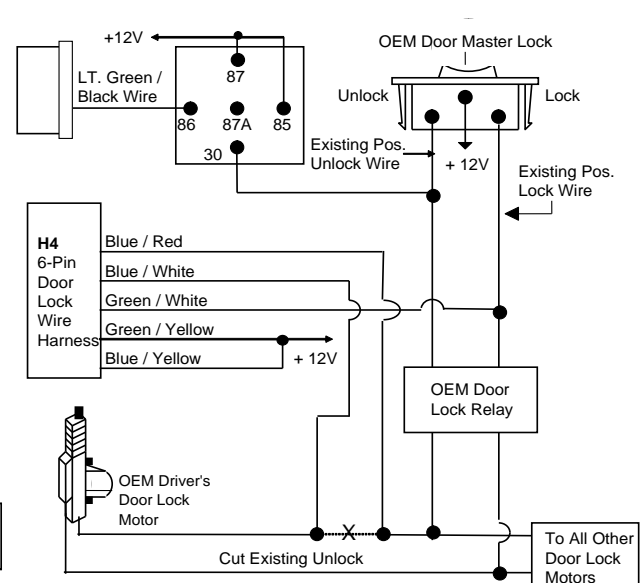 +12V
OEM Door Master Lock
87
LT. Green /
Black Wire
Unlock
Lock
86
87A
85
30
Existing Pos.
Unlock Wire
+ 12V
Existing Pos.
Lock Wire
H4
6-Pin
Door
Lock
Wire
Harness
Blue / Red
Blue / White
Green / White
Green / Yellow
Blue / Yellow
+ 12V
OEM Door
Lock Relay
OEM Driver's
Door Lock
Motor
X
Cut Existing Unlock
To All Other
Door Lock
Motors